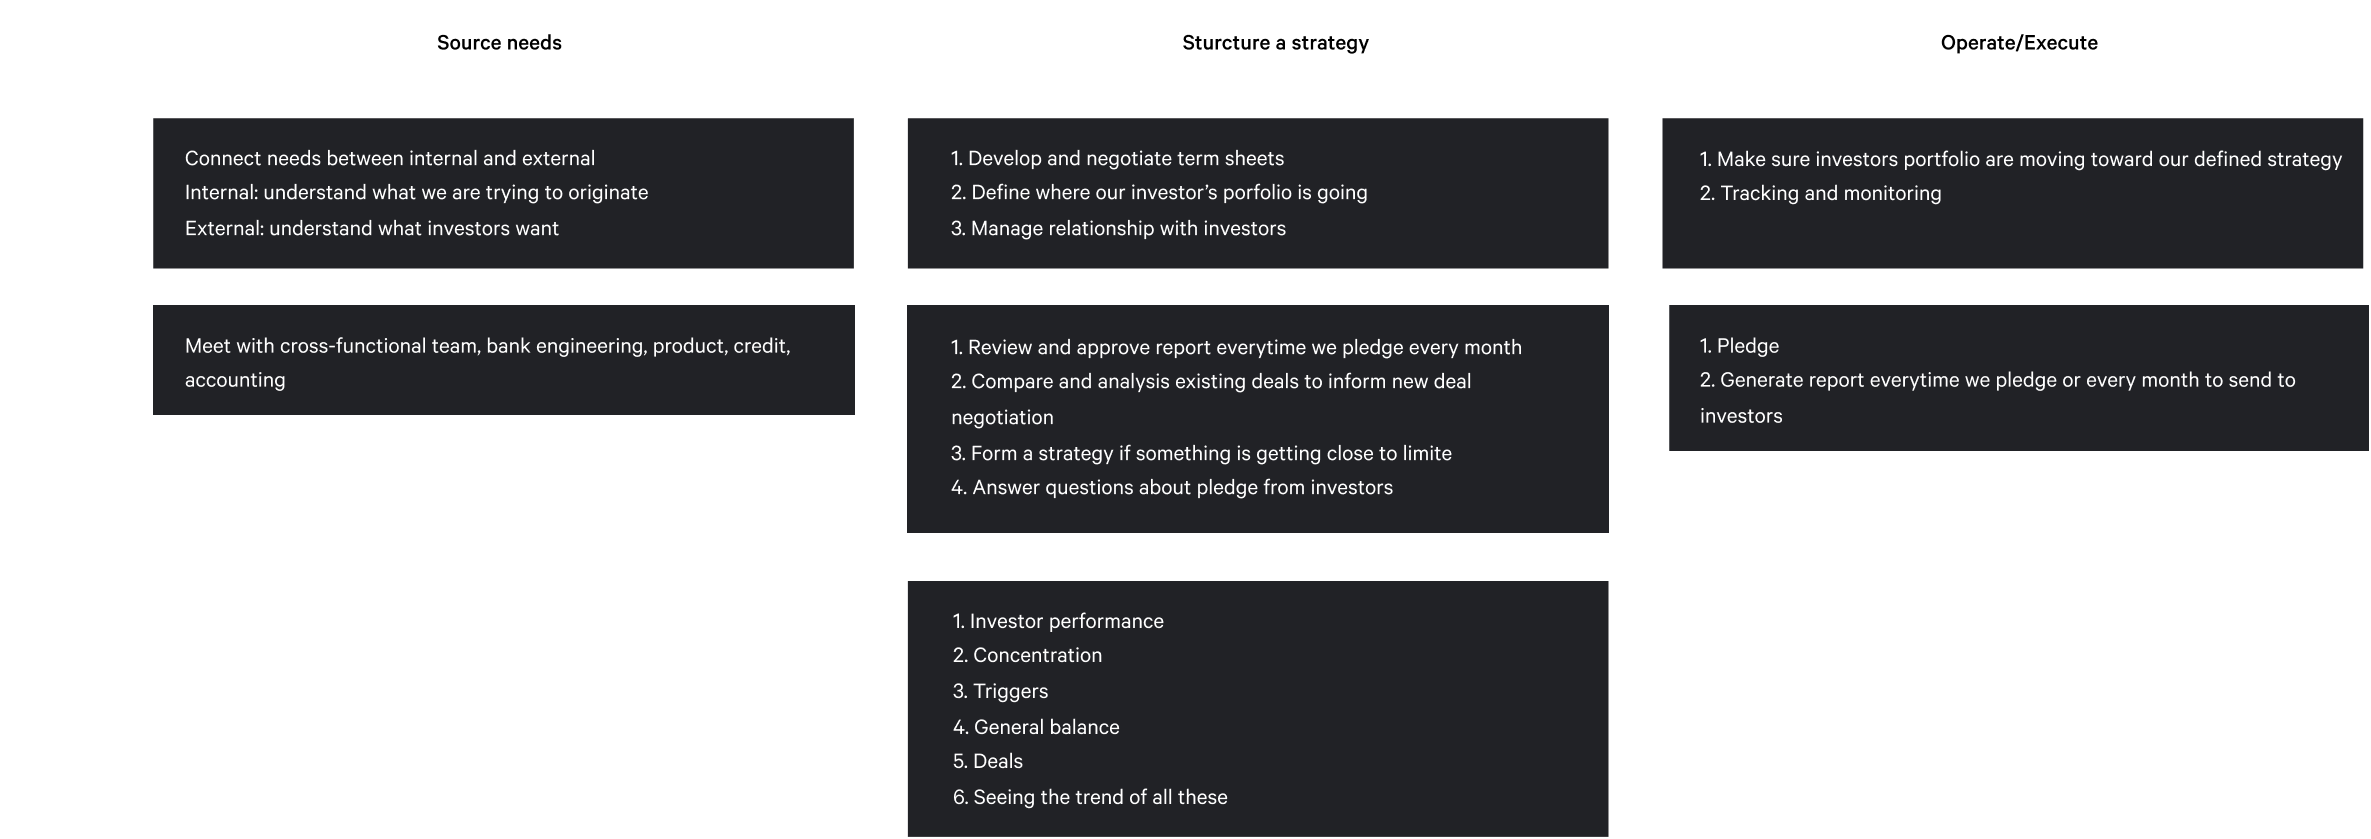 Source needs
Sturcture a strategy
Operate/Execute
Connect needs between internal and external
Internal: understand what we are trying to originate
External: understand what investors want
1. Develop and negotiate term sheets
2. Define where our investor’s porfolio is going
3. Manage relationship with investors
1. Make sure investors portfolio are moving toward our defined strategy
2. Tracking and monitoring
Meet with cross-functional team, bank engineering, product, credit,
accounting
1. Review and approve report everytime we pledge every month
2. Compare and analysis existing deals to inform new deal
negotiation
3. Form a strategy if something is getting close to limite
4. Answer questions about pledge from investors
1. Pledge
2. Generate report everytime we pledge or every month to send to
investors
1. Investor performance
2. Concentration
3. Triggers
4. General balance
5. Deals
6. Seeing the trend of all these